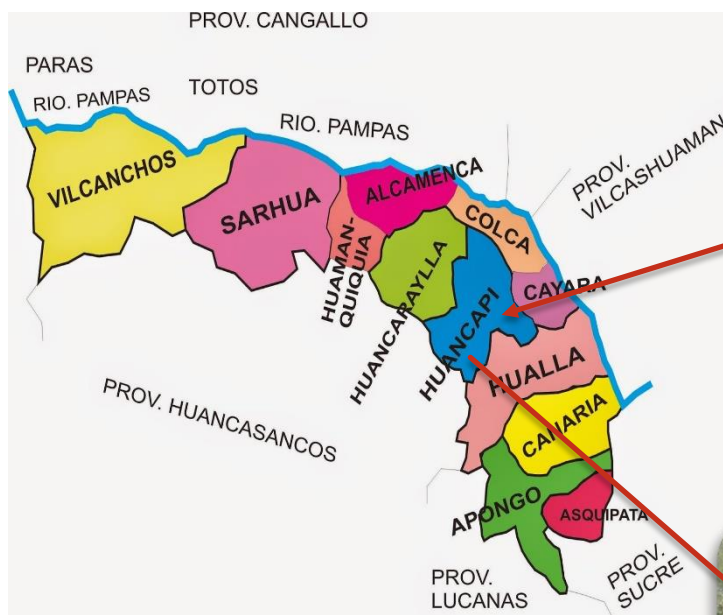 PROV. CANGALLO
PARAS
RIO. PAMPAS
TOTOS
RIO. PAMPAS
PROV.
VILCASHUAMAN
VILCANCHOS
SARHUA
ALCAMENCA
COLCA
HUAMAN-
QUIQUIA
HUANCARAYLLA
HUANCAPI
CAYARA
HUALLA
PROV. HUANCASANCOS
CANARIA
APONGO
ASQUIPATA
PROV.
LUCANAS
PROV.
SUCRE